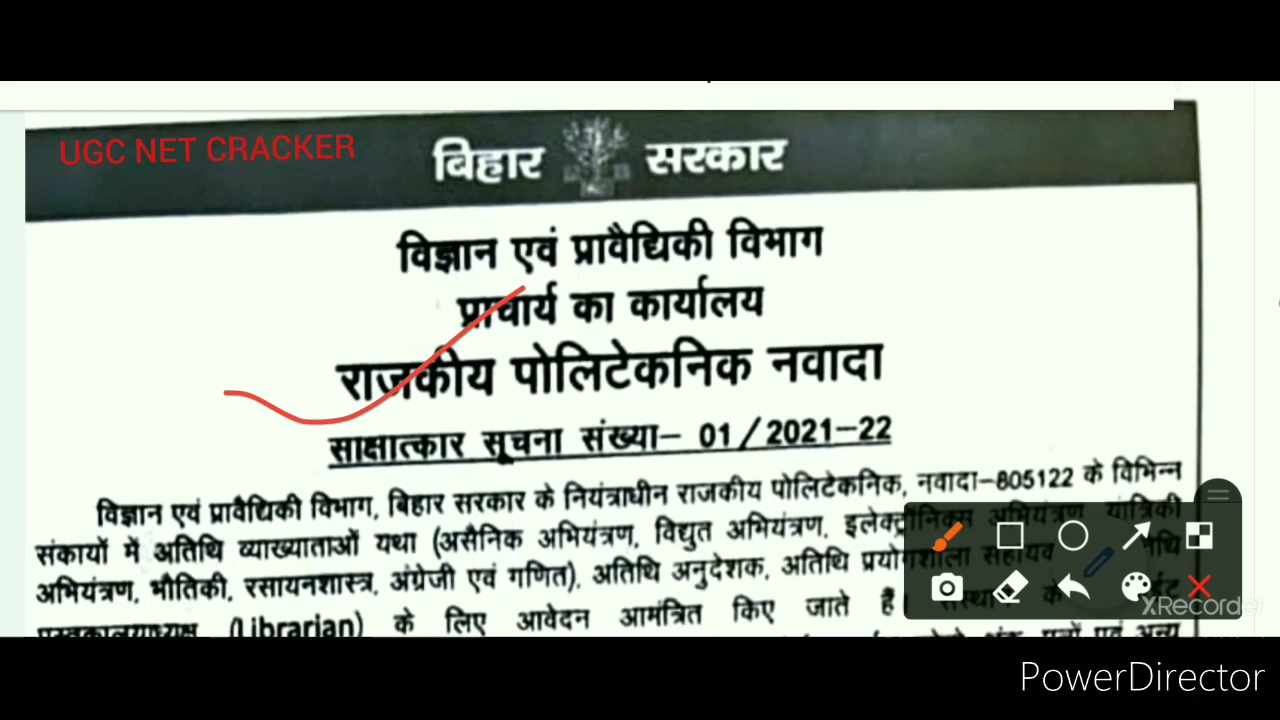 UGC NET CRACKER
बिहार सरकार
विज्ञान एवं प्रावैद्यिकी विभाग
प्राचार्य का कार्यालय
राजकीय पोलिटेकनिक नवादा
साक्षात्कार सूचना संख्या– 01/2021–22
विज्ञान एवं प्रावैद्यिकी विभाग, बिहार सरकार के नियंत्राधीन राजकीय पोलिटेकनिक, नवादा–805122 के विभिन्न
संकायों में अतिथि व्याख्याताओं यथा (असैनिक अभियंत्रण, विद्युत अभियंत्रण, इलेक्ट्रॉनिक्स अभियंत्रण यांत्रिकी
अभियंत्रण, भौतिकी, रसायनशास्त्र, अंग्रेजी एवं गणित), अतिथि अनुदेशक, अतिथि प्रयोगशाला
(Librarian) के लिए आवेदन आमंत्रित किए जाते हैं।
XRecorder
PowerDirector